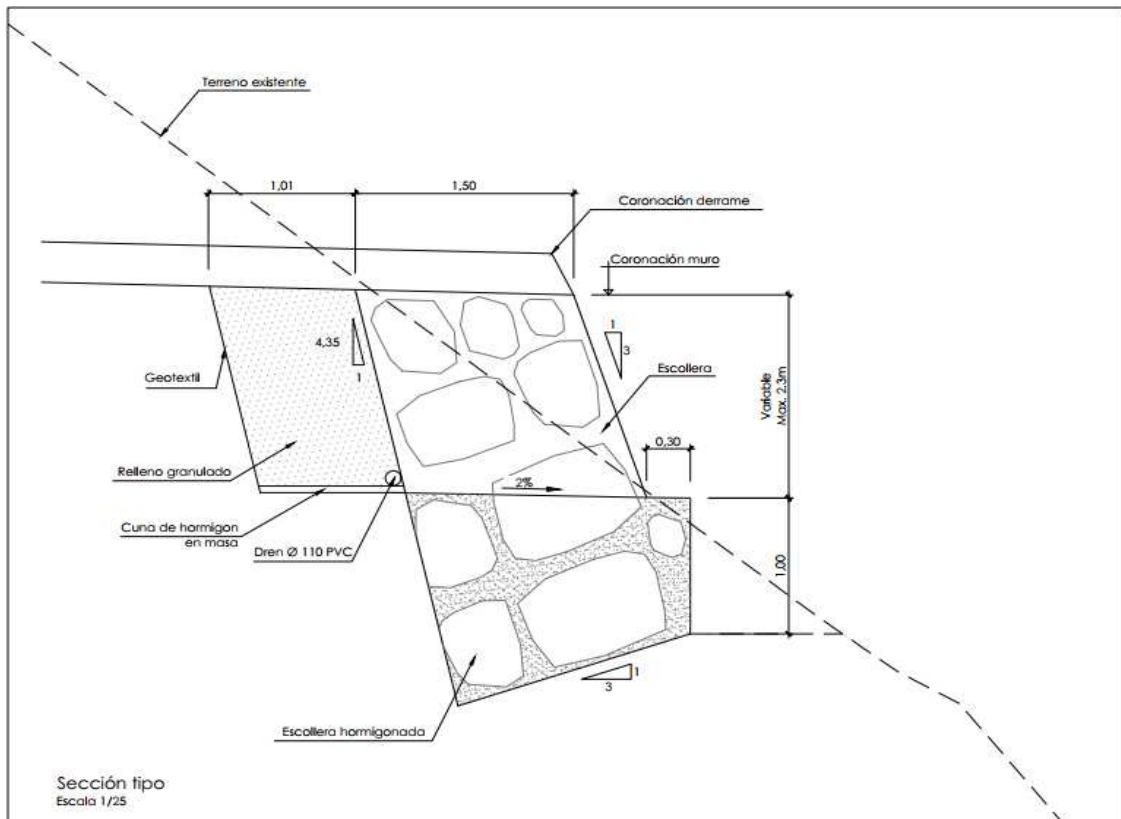 Terreno existente
1,01
1,50
Coronación derrame
Coronación muro
4,35
1
1
3
Geotextil
Escollera
Variable
Max. 2,3m
0,30
Relleno granulado
2%
Cuna de hormigon
en masa
Dren Ø 110 PVC
1,00
1
3
Escollera hormigonada
Sección tipo
Escala 1/25